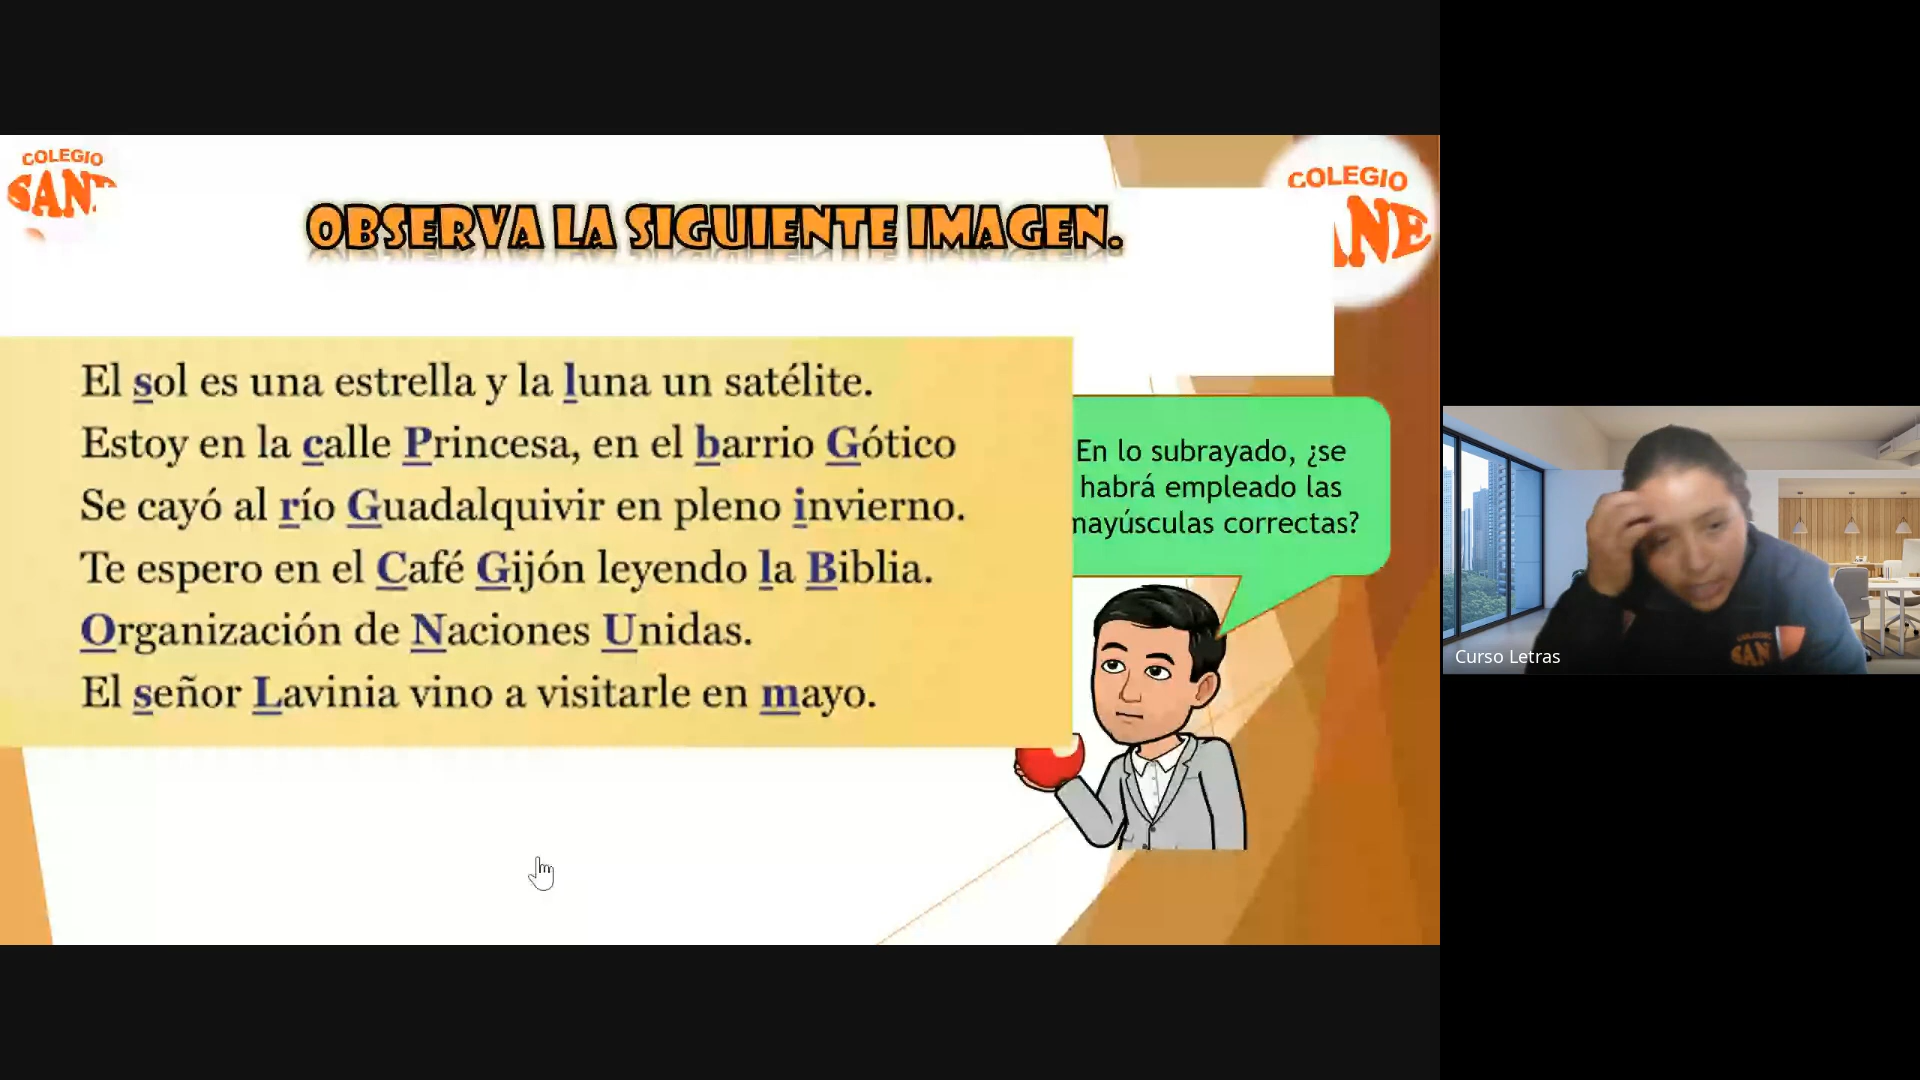 COLEGIO
SAN
COLEGIO
ANE
OBSERVA LA SIGUIENTE IMAGEN.
El sol es una estrella y la luna un satélite.
Estoy en la calle Princesa, en el barrio Gótico
Se cayó al río Guadalquivir en pleno invierno.
Te espero en el Café Gijón leyendo la Biblia.
Organización de Naciones Unidas.
El señor Lavinia vino a visitarle en mayo.
En lo subrayado, ¿se
habrá empleado las
mayúsculas correctas?
COLEGIO
SAN
Curso Letras